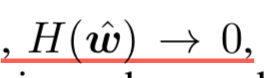 , H(ŵ) → 0,